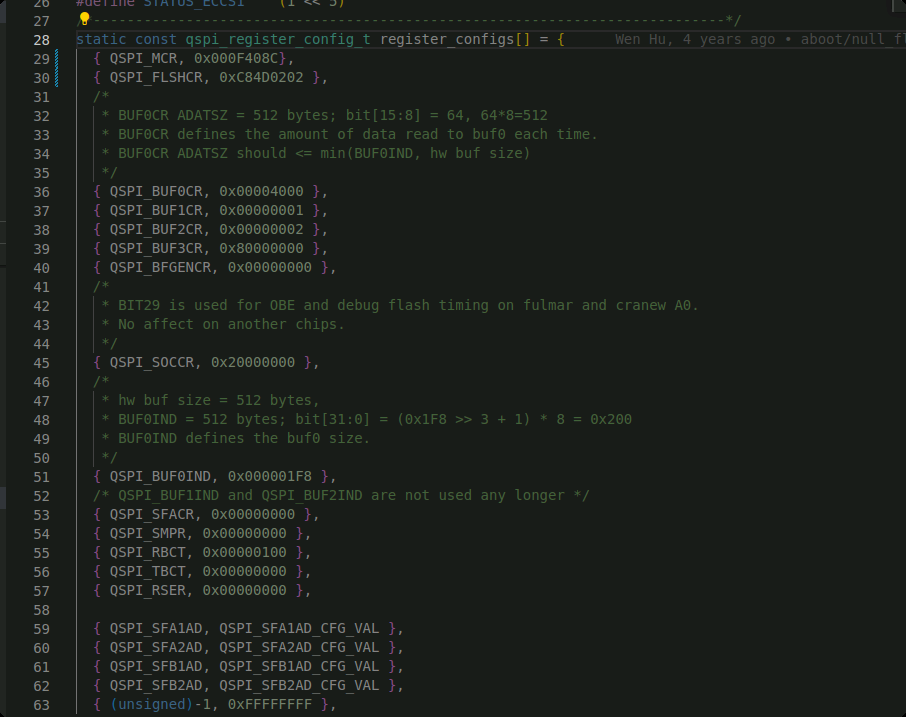 26 #define STATUS_ECCSI    (1 << 5)
27 /*---------------------------------------------------------------------------*/
28 static const qspi_register_config_t register_configs[] = {      Wen Hu, 4 years ago • aboot/null_fl
29   { QSPI_MCR, 0x000F408C},
30   { QSPI_FLSHCR, 0xC84D0202 },
31   /*
32    * BUF0CR ADATSZ = 512 bytes; bit[15:8] = 64, 64*8=512
33    * BUF0CR defines the amount of data read to buf0 each time.
34    * BUF0CR ADATSZ should <= min(BUF0IND, hw buf size)
35    */
36   { QSPI_BUF0CR, 0x00004000 },
37   { QSPI_BUF1CR, 0x00000001 },
38   { QSPI_BUF2CR, 0x00000002 },
39   { QSPI_BUF3CR, 0x80000000 },
40   { QSPI_BFGENCR, 0x00000000 },
41   /*
42    * BIT29 is used for OBE and debug flash timing on fulmar and cranew A0.
43    * No affect on another chips.
44    */
45   { QSPI_SOCCR, 0x20000000 },
46   /*
47    * hw buf size = 512 bytes,
48    * BUF0IND = 512 bytes; bit[31:0] = (0x1F8 >> 3 + 1) * 8 = 0x200
49    * BUF0IND defines the buf0 size.
50    */
51   { QSPI_BUF0IND, 0x000001F8 },
52   /* QSPI_BUF1IND and QSPI_BUF2IND are not used any longer */
53   { QSPI_SFACR, 0x00000000 },
54   { QSPI_SMPR, 0x00000000 },
55   { QSPI_RBCT, 0x00000100 },
56   { QSPI_TBCT, 0x00000000 },
57   { QSPI_RSER, 0x00000000 },
58
59   { QSPI_SFA1AD, QSPI_SFA1AD_CFG_VAL },
60   { QSPI_SFA2AD, QSPI_SFA2AD_CFG_VAL },
61   { QSPI_SFB1AD, QSPI_SFB1AD_CFG_VAL },
62   { QSPI_SFB2AD, QSPI_SFB2AD_CFG_VAL },
63   { (unsigned)-1, 0xFFFFFFFF },